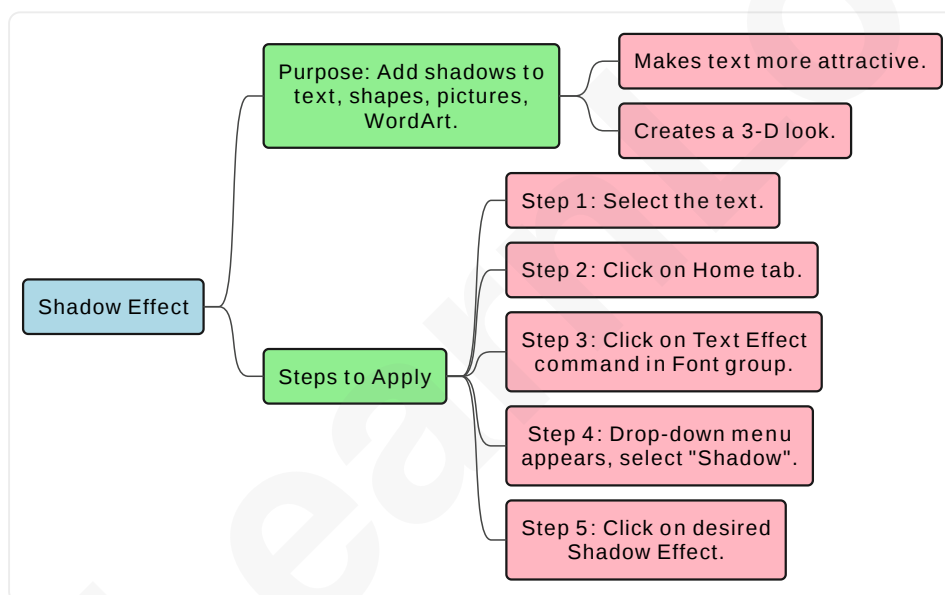 Shadow Effect
Purpose: Add shadows to
text, shapes, pictures,
WordArt.
Makes text more attractive.
Creates a 3-D look.
Steps to Apply
Step 1: Select the text.
Step 2: Click on Home tab.
Step 3: Click on Text Effect
command in Font group.
Step 4: Drop-down menu
appears, select "Shadow".
Step 5: Click on desired
Shadow Effect.